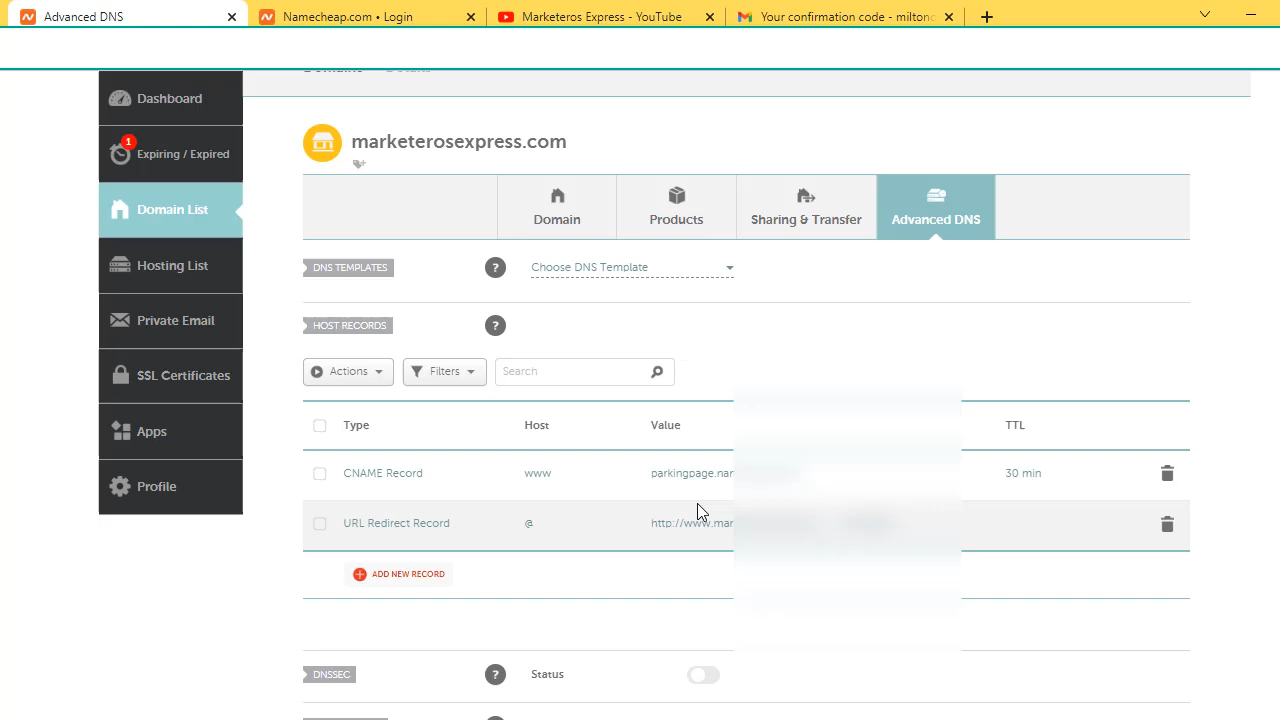 Advanced DNS
Namecheap.com • Login
Marketeros Express - YouTube
Your confirmation code - milton
Dashboard
1
Expiring / Expired
Domain List
Hosting List
Private Email
SSL Certificates
Apps
Profile
marketerosexpress.com
Domain
Products
Sharing & Transfer
Advanced DNS
DNS TEMPLATES ? Choose DNS Template
HOST RECORDS ?
Actions Filters Search
Type Host Value TTL
CNAME Record www parkingpage.nar 30 min
URL Redirect Record @ http://www.mar
ADD NEW RECORD
DNSSEC ? Status